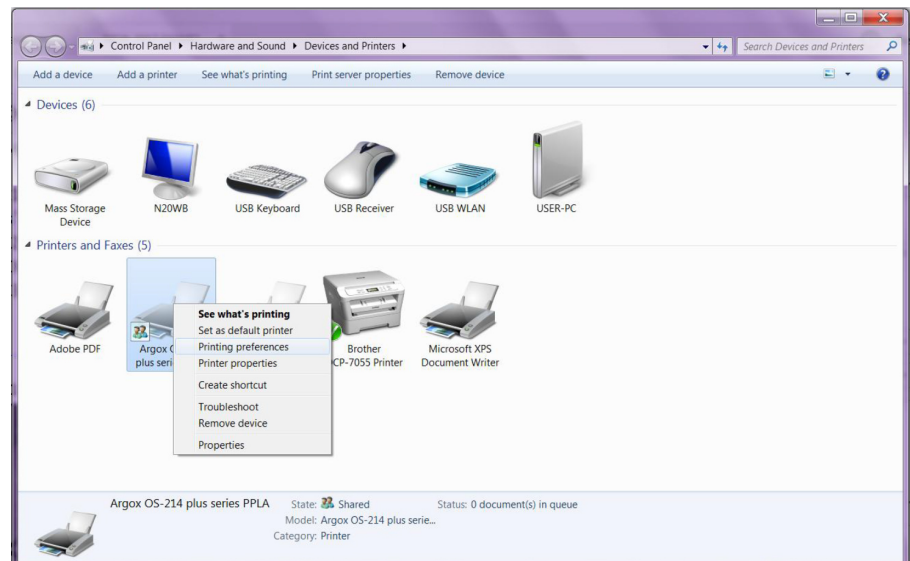 Control Panel ▸ Hardware and Sound ▸ Devices and Printers ▸
Search Devices and Printers
Add a device Add a printer See what's printing Print server properties Remove device
Devices (6)
Mass Storage Device
N20WB
USB Keyboard
USB Receiver
USB WLAN
USER-PC
Printers and Faxes (5)
Adobe PDF
Argox
plus
Brother
Printer
Microsoft XPS
Document Writer
See what's printing
Set as default printer
Printing preferences
Printer properties
Create shortcut
Troubleshoot
Remove device
Properties
Argox OS-214 plus series PPLA State: Shared Status: 0 document(s) in queue
Model: Argox OS-214 plus serie...
Category: Printer